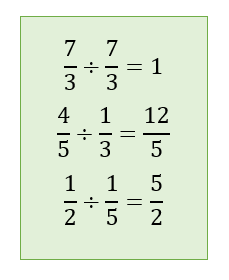 7/3 ÷ 7/3 = 1
4/5 ÷ 1/3 = 12/5
1/2 ÷ 1/5 = 5/2